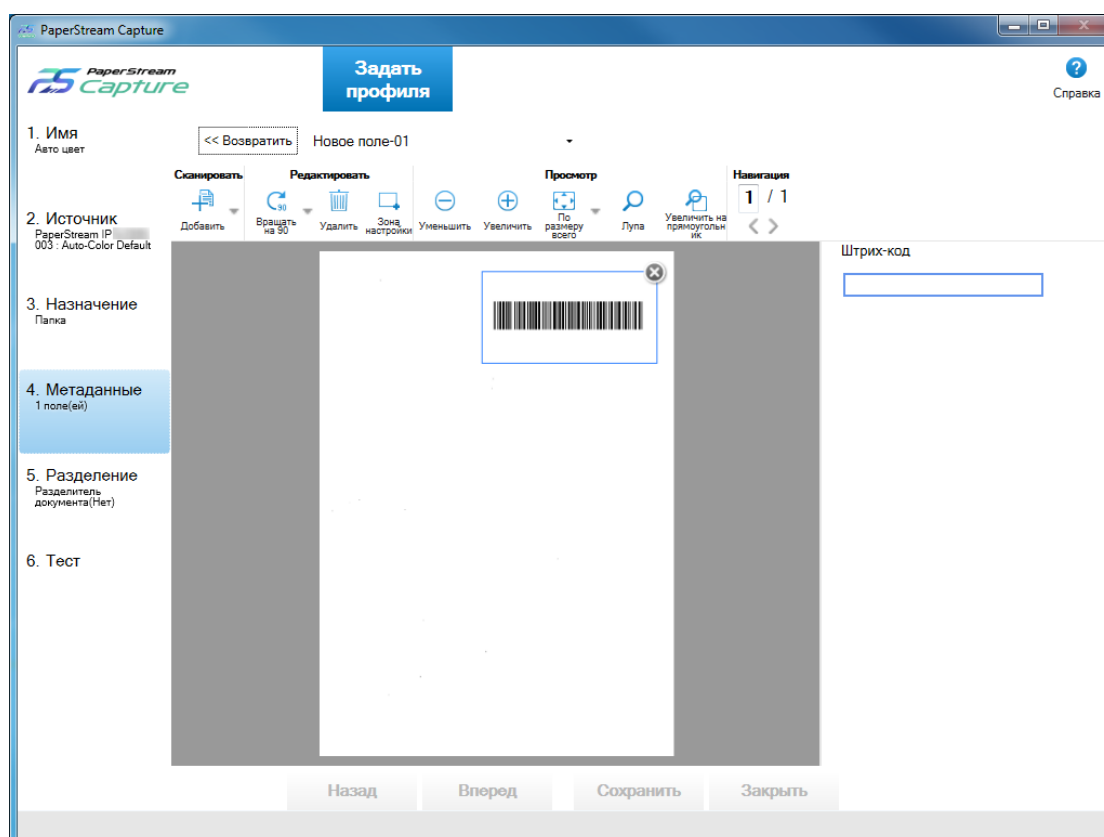 PaperStream Capture
PaperStream
Capture
Задать
профиля
Справка
1. Имя
Авто цвет
<< Возвратить
Новое поле-01
Сканировать
Редактировать
Просмотр
Навигация
Добавить
90
Вращать
на 90
Удалить
Зона
настройки
Уменьшить
Увеличить
По
размеру
всего
Лупа
Увеличить на
прямоугольн
ик
1 / 1
2. Источник
PaperStream IP
003 : Auto-Color Default
Штрих-код
3. Назначение
Папка
4. Метаданные
1 поле(ей)
5. Разделение
Разделитель
документа(Нет)
6. Тест
Назад
Вперед
Сохранить
Закрыть